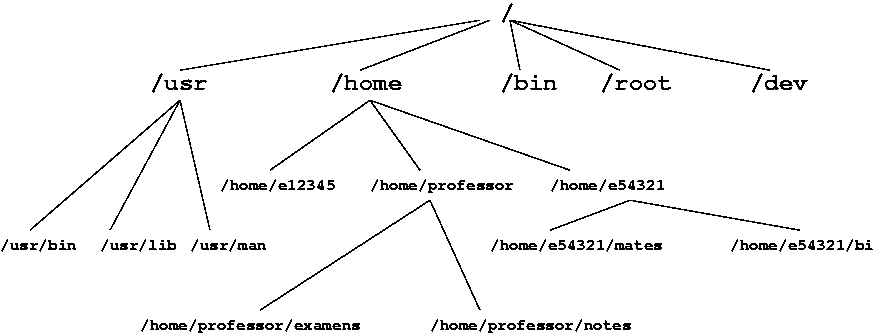 /
/usr /home /bin /root /dev
/home/e12345 /home/professor /home/e54321
/usr/bin /usr/lib /usr/man /home/e54321/mates /home/e54321/bi
/home/professor/examens /home/professor/notes